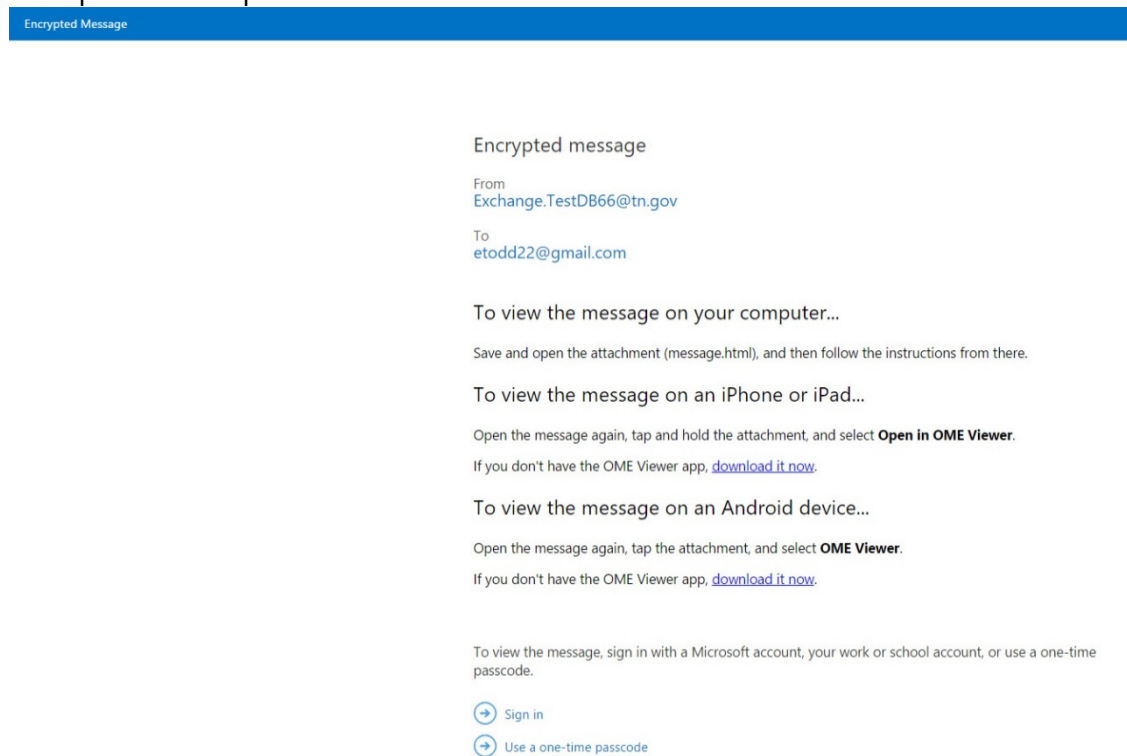 Encrypted Message
Encrypted message
From
Exchange.TestDB66@tn.gov
To
etodd22@gmail.com
To view the message on your computer...
Save and open the attachment (message.html), and then follow the instructions from there.
To view the message on an iPhone or iPad...
Open the message again, tap and hold the attachment, and select Open in OME Viewer.
If you don't have the OME Viewer app, download it now.
To view the message on an Android device...
Open the message again, tap the attachment, and select OME Viewer.
If you don't have the OME Viewer app, download it now.
To view the message, sign in with a Microsoft account, your work or school account, or use a one-time
passcode.
Sign in
Use a one-time passcode